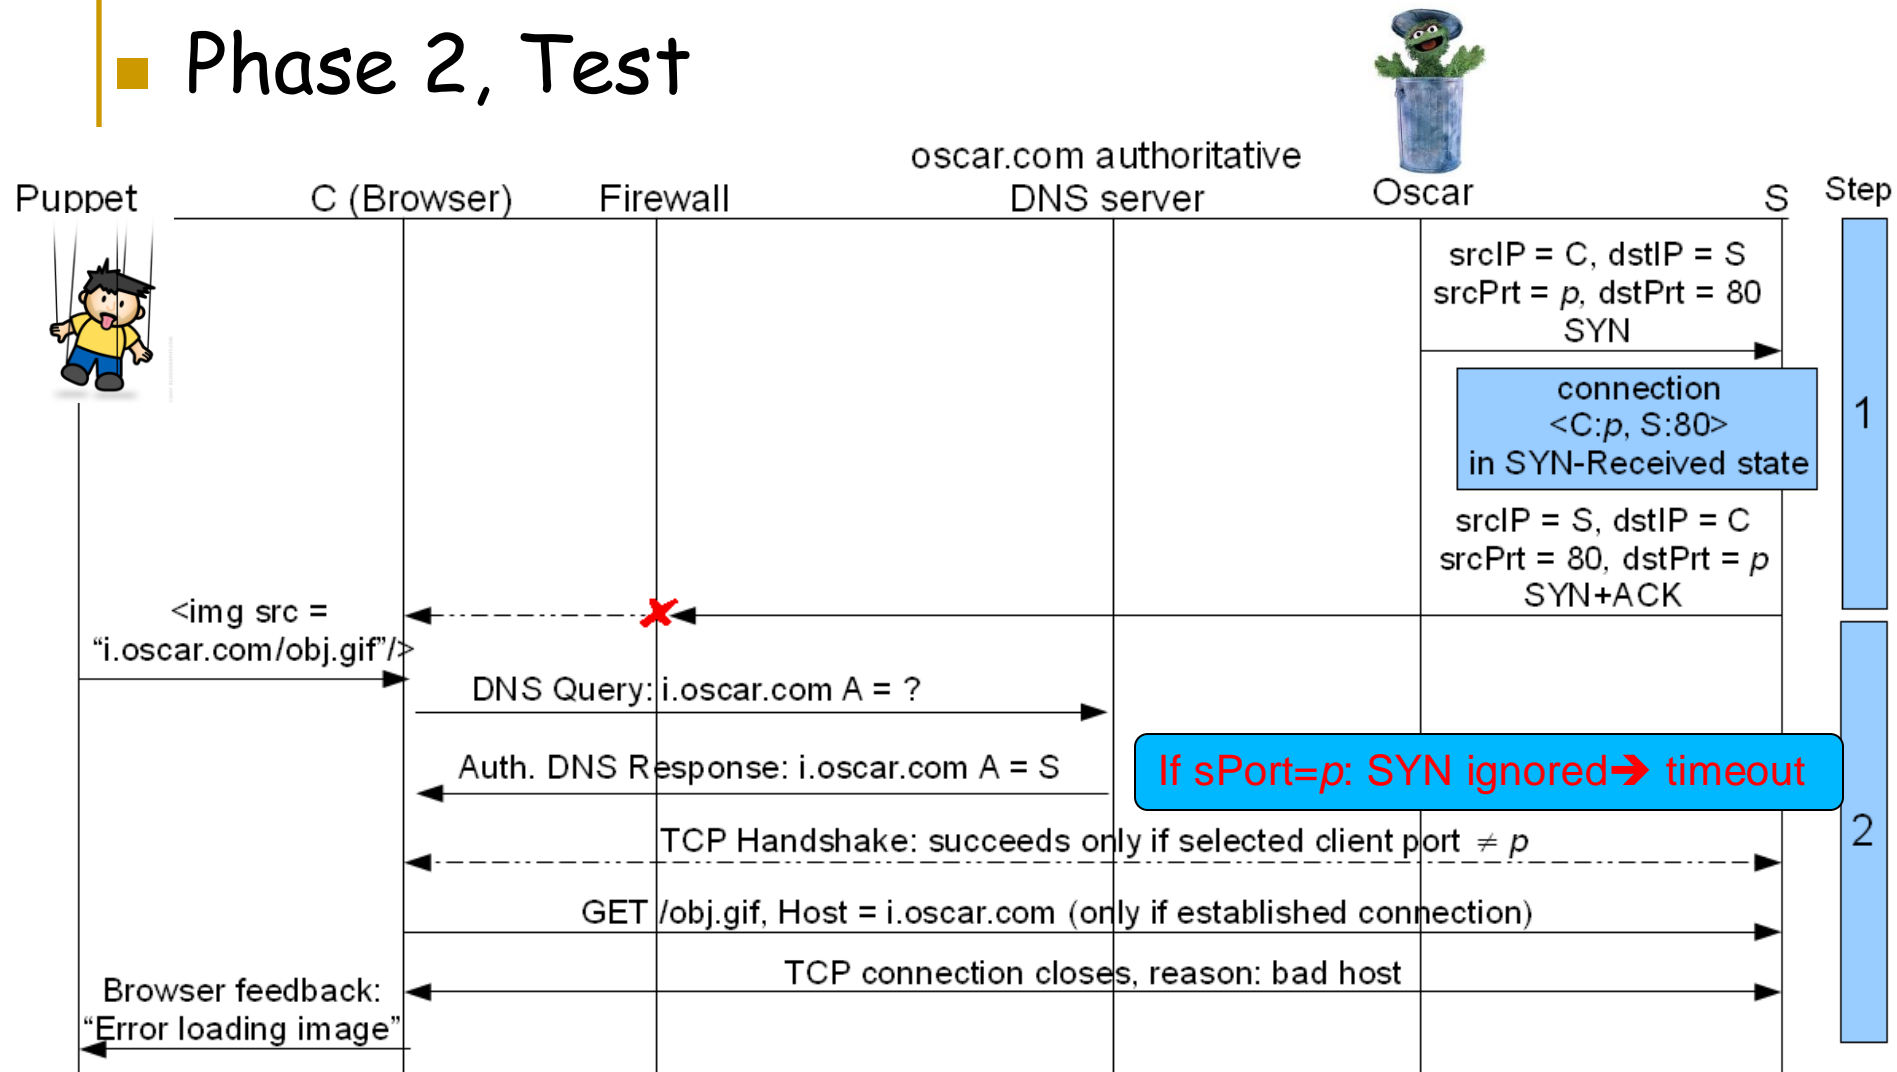 Phase 2, Test
oscar.com authoritative
Puppet C (Browser) Firewall DNS server Oscar S Step
srcIP = C, dstIP = S
srcPrt = p, dstPrt = 80
SYN
connection
<C:p, S:80>
in SYN-Received state
1
srcIP = S, dstIP = C
srcPrt = 80, dstPrt = p
SYN+ACK
<img src =
“i.oscar.com/obj.gif”/>
DNS Query: i.oscar.com A = ?
Auth. DNS Response: i.oscar.com A = S
If sPort=p: SYN ignored➔ timeout
TCP Handshake: succeeds only if selected client port ≠ p
2
GET /obj.gif, Host = i.oscar.com (only if established connection)
TCP connection closes, reason: bad host
Browser feedback:
“Error loading image”